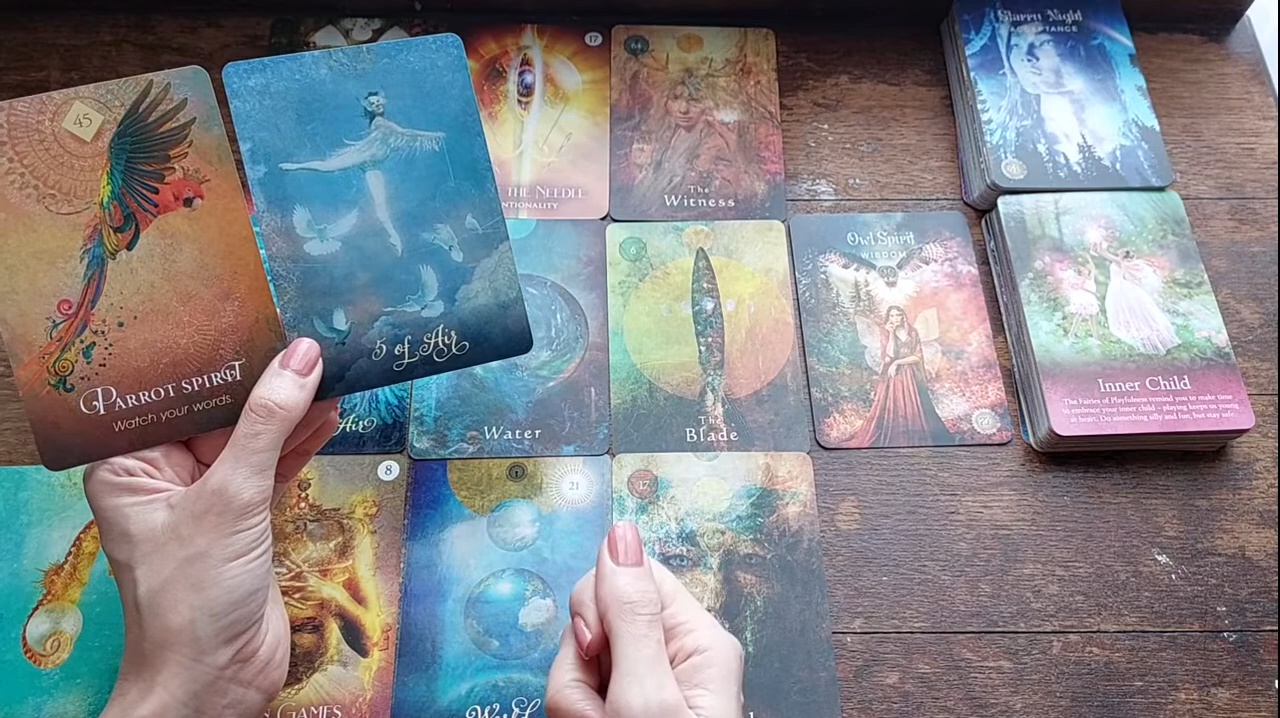 45
PARROT SPIRIT
Watch your words.
5 of Air
17
THE NEEDLE
The
Witness
Starry Night
ACCEPTANCE
Air
Water
6
The
Blade
Owl Spirit
WISDOM
Inner Child
The Fairies of Playfulness remind you to make time
to embrace your inner child – playing keeps us young
at heart. Do something silly and fun, but stay safe.
8
GAMES
21
17